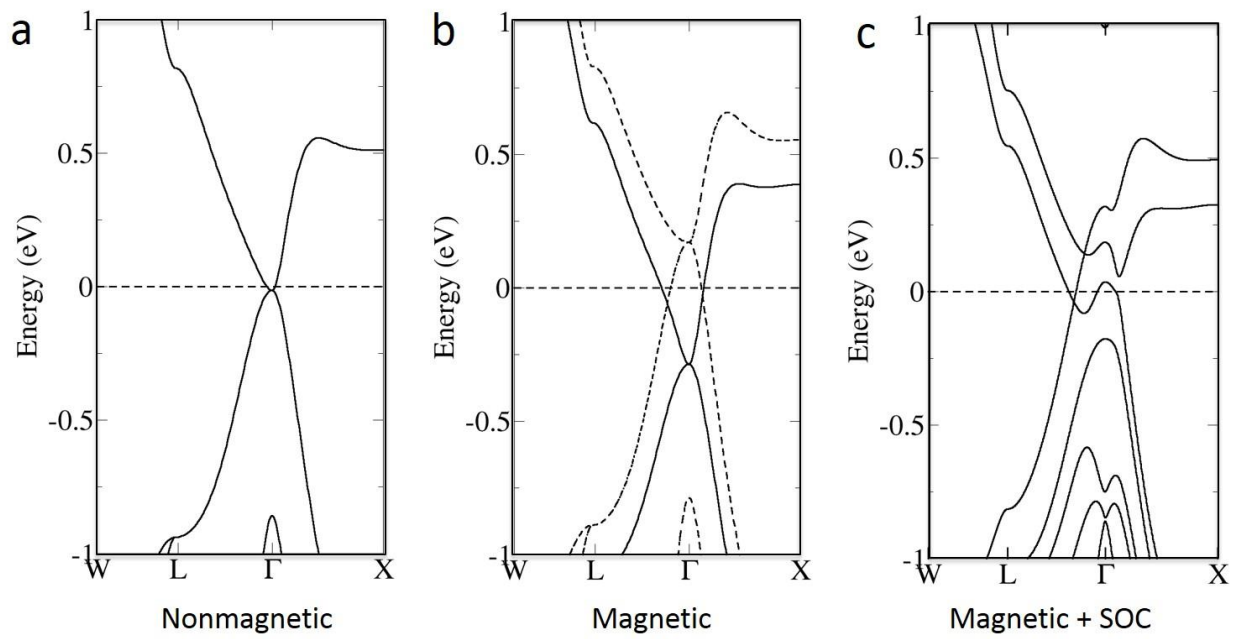 a
Energy (eV)
1
0.5
0
-0.5
-1
W L Γ X
Nonmagnetic
b
Energy (eV)
1
0.5
0
-0.5
-1
W L Γ X
Magnetic
c
Energy (eV)
1
0.5
0
-0.5
-1
W L Γ X
Magnetic + SOC